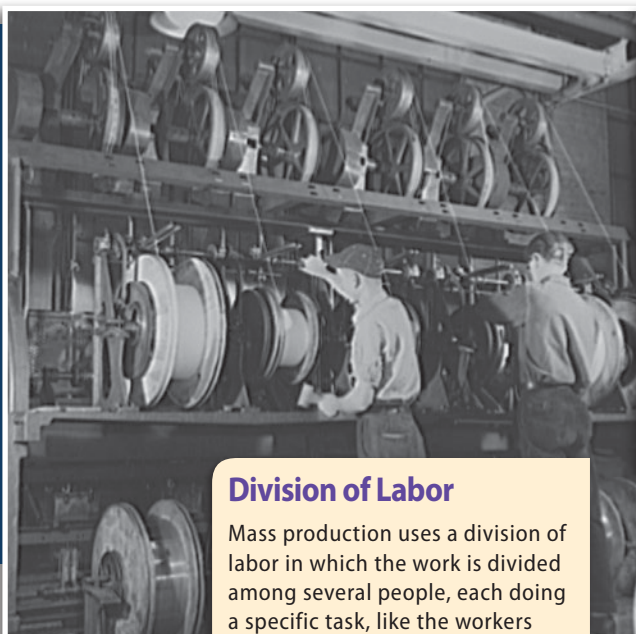 Division of Labor
Mass production uses a division of
labor in which the work is divided
among several people, each doing
a specific task, like the workers